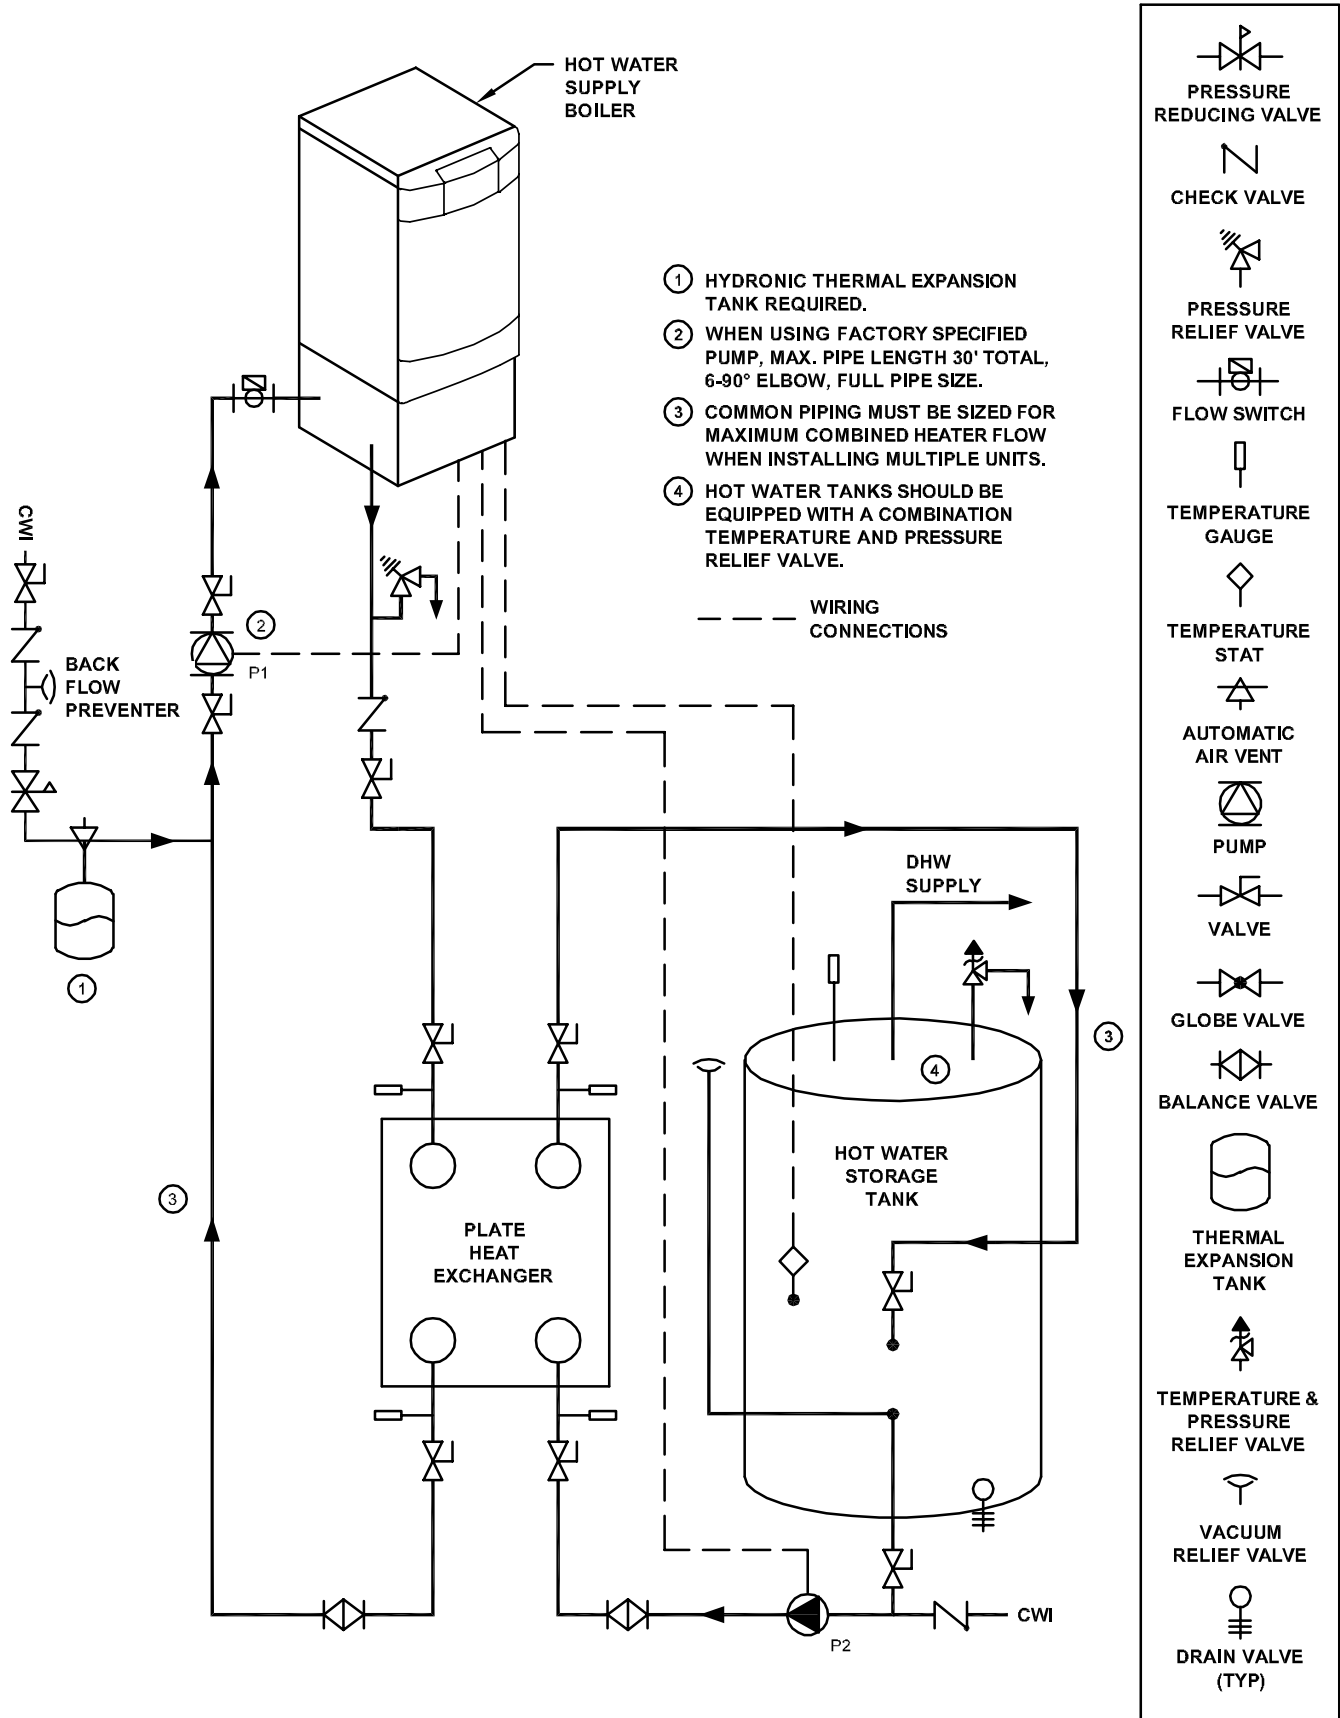 HOT WATER
SUPPLY
BOILER
1 HYDRONIC THERMAL EXPANSION
TANK REQUIRED.
2 WHEN USING FACTORY SPECIFIED
PUMP, MAX. PIPE LENGTH 30' TOTAL,
6-90° ELBOW, FULL PIPE SIZE.
3 COMMON PIPING MUST BE SIZED FOR
MAXIMUM COMBINED HEATER FLOW
WHEN INSTALLING MULTIPLE UNITS.
4 HOT WATER TANKS SHOULD BE
EQUIPPED WITH A COMBINATION
TEMPERATURE AND PRESSURE
RELIEF VALVE.
WIRING
CONNECTIONS
CWI
2
P1
BACK
FLOW
PREVENTER
1
DHW
SUPPLY
3
4
HOT WATER
STORAGE
TANK
3
PLATE
HEAT
EXCHANGER
CWI
P2
PRESSURE
REDUCING VALVE
CHECK VALVE
PRESSURE
RELIEF VALVE
FLOW SWITCH
TEMPERATURE
GAUGE
TEMPERATURE
STAT
AUTOMATIC
AIR VENT
PUMP
VALVE
GLOBE VALVE
BALANCE VALVE
THERMAL
EXPANSION
TANK
TEMPERATURE &
PRESSURE
RELIEF VALVE
VACUUM
RELIEF VALVE
DRAIN VALVE
(TYP)